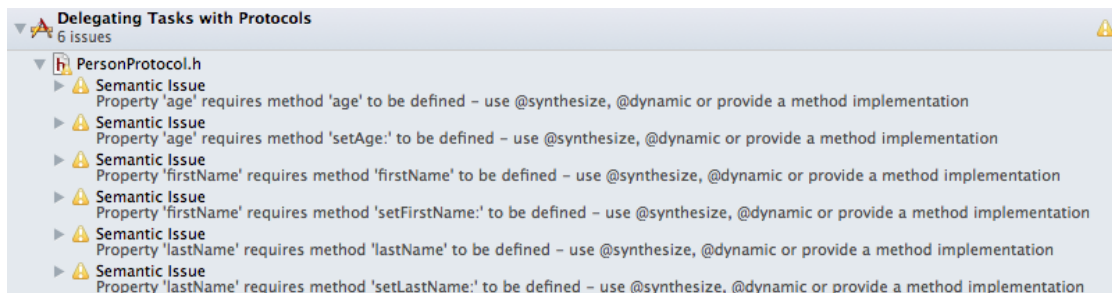 Delegating Tasks with Protocols
6 issues
PersonProtocol.h
Semantic Issue
Property 'age' requires method 'age' to be defined – use @synthesize, @dynamic or provide a method implementation
Semantic Issue
Property 'age' requires method 'setAge:' to be defined – use @synthesize, @dynamic or provide a method implementation
Semantic Issue
Property 'firstName' requires method 'firstName' to be defined – use @synthesize, @dynamic or provide a method implementation
Semantic Issue
Property 'firstName' requires method 'setFirstName:' to be defined – use @synthesize, @dynamic or provide a method implementation
Semantic Issue
Property 'lastName' requires method 'lastName' to be defined – use @synthesize, @dynamic or provide a method implementation
Semantic Issue
Property 'lastName' requires method 'setLastName:' to be defined – use @synthesize, @dynamic or provide a method implementation